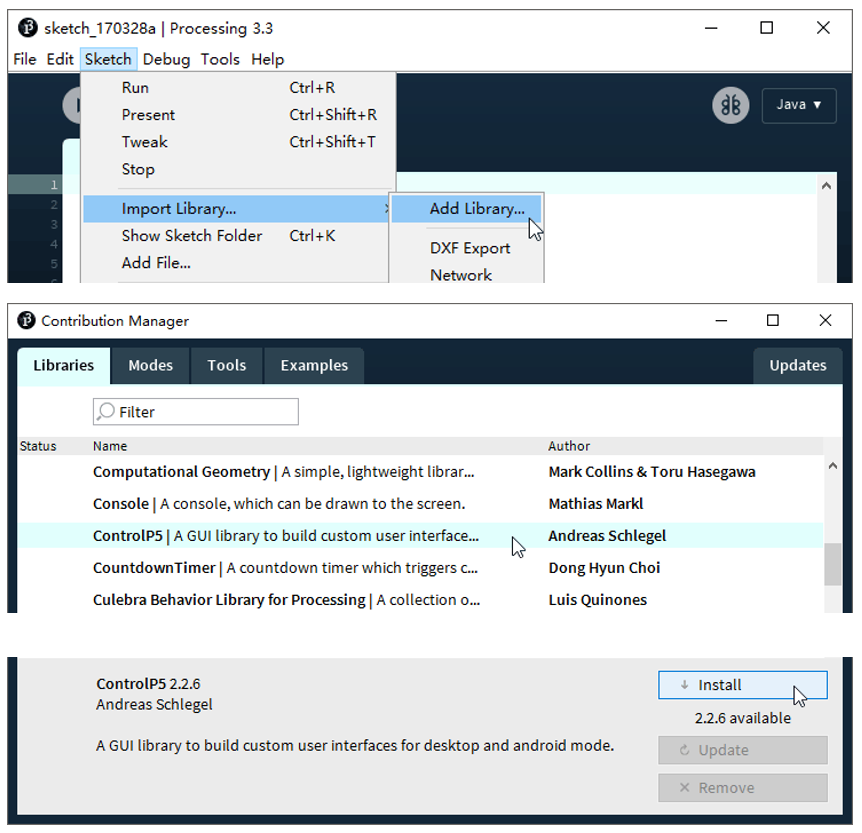 sketch_170328a | Processing 3.3
File Edit Sketch Debug Tools Help
Run Ctrl+R
Present Ctrl+Shift+R
Tweak Ctrl+Shift+T
Stop
Java ▼
1
2
3
4
5
6
Import Library... Add Library...
Show Sketch Folder Ctrl+K
Add File...
DXF Export
Network
Contribution Manager
Libraries Modes Tools Examples Updates
Filter
Status Name Author
Computational Geometry | A simple, lightweight librar... Mark Collins & Toru Hasegawa
Console | A console, which can be drawn to the screen. Mathias Markl
ControlP5 | A GUI library to build custom user interface... Andreas Schlegel
CountdownTimer | A countdown timer which triggers c... Dong Hyun Choi
Culebra Behavior Library for Processing | A collection o... Luis Quinones
ControlP5 2.2.6
Andreas Schlegel
A GUI library to build custom user interfaces for desktop and android mode.
Install
2.2.6 available
Update
Remove